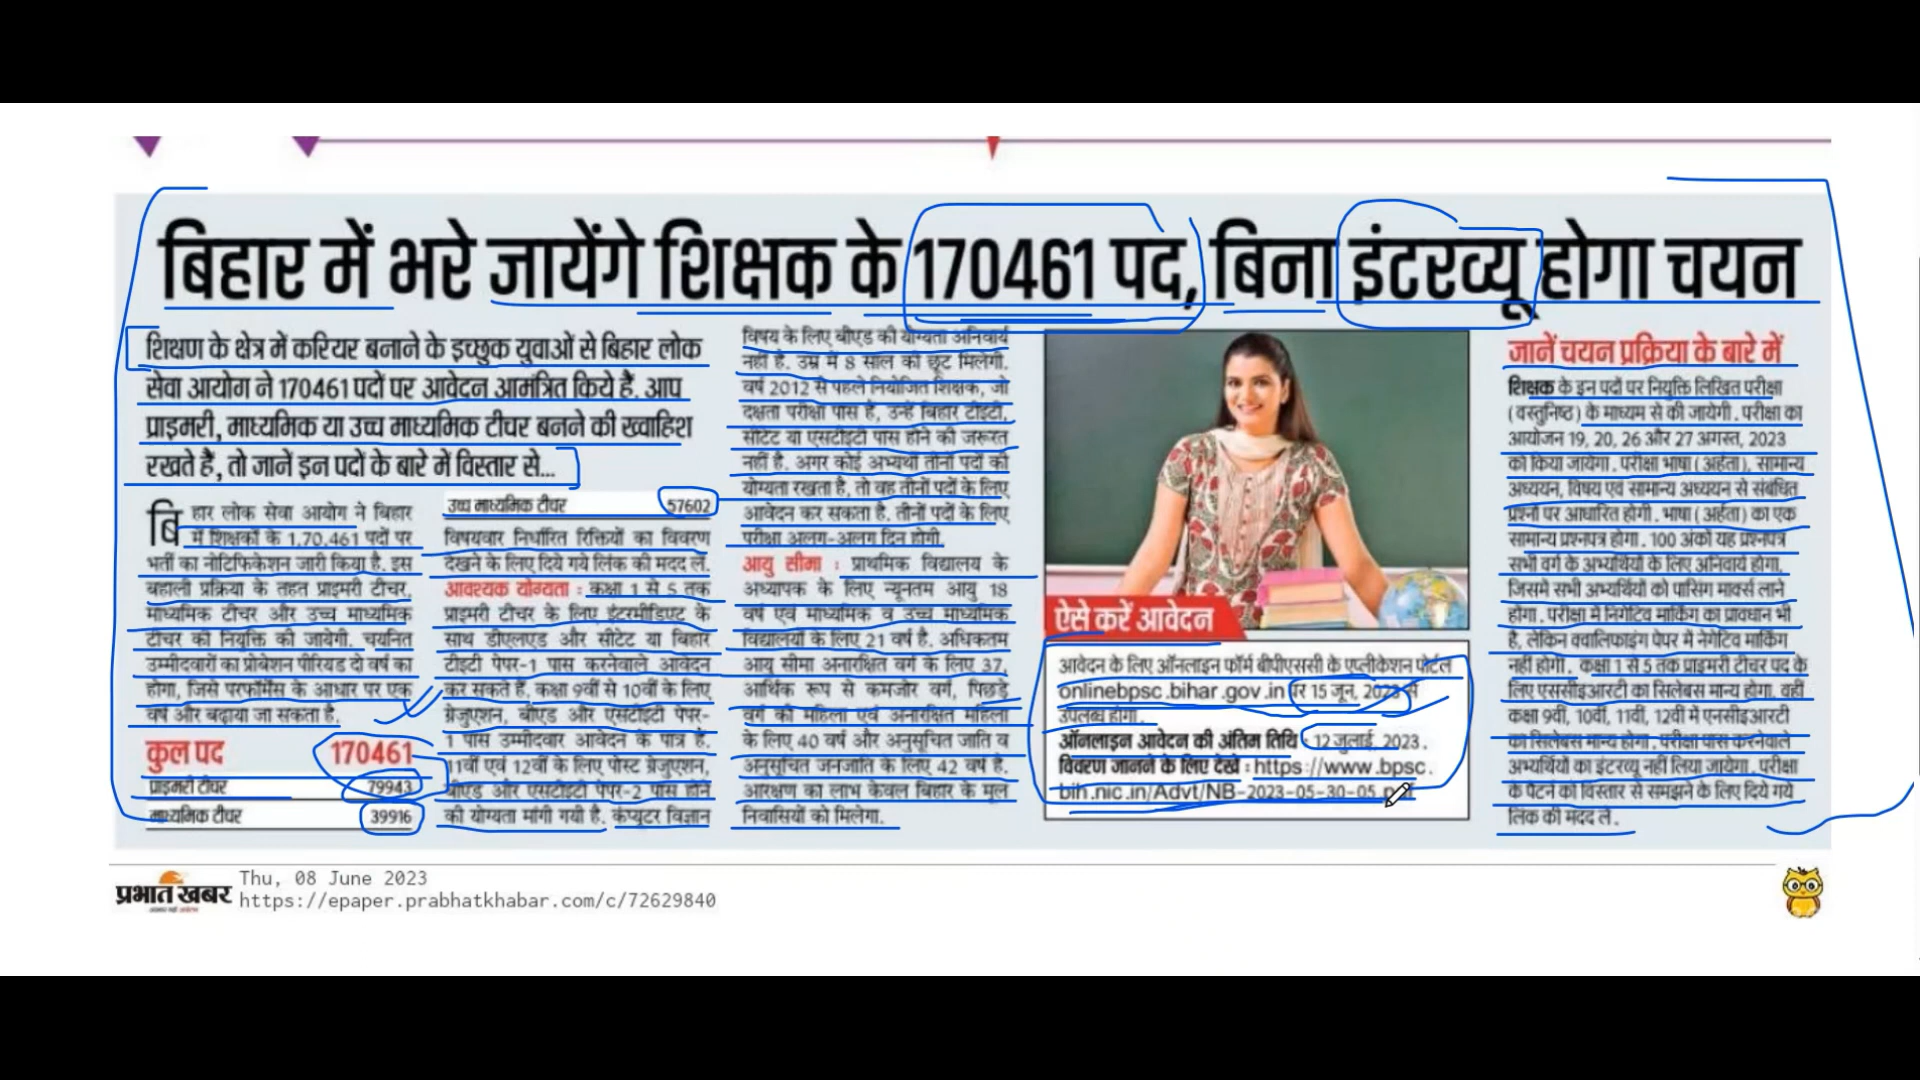 बिहार में भरे जायेंगे शिक्षक के 170461 पद, बिना इंटरव्यू होगा चयन
शिक्षण के क्षेत्र में करियर बनाने के इच्छुक युवाओं से बिहार लोक
सेवा आयोग ने 170461 पदों पर आवेदन आमंत्रित किये हैं. आप
प्राइमरी, माध्यमिक या उच्च माध्यमिक टीचर बनने की ख्वाहिश
रखते हैं, तो जानें इन पदों के बारे में विस्तार से...
बिहार लोक सेवा आयोग ने बिहार
में शिक्षकों के 1,70,461 पदों पर
भर्ती का नोटिफिकेशन जारी किया है. इस
बहाली प्रक्रिया के तहत प्राइमरी टीचर,
माध्यमिक टीचर और उच्च माध्यमिक
टीचर की नियुक्ति की जायेगी. चयनित
उम्मीदवारों का प्रोबेशन पीरियड दो वर्ष का
होगा, जिसे परफॉर्मेंस के आधार पर एक
वर्ष और बढ़ाया जा सकता है.
कुल पद 170461
प्राइमरी टीचर 79943
माध्यमिक टीचर 39916
उच्च माध्यमिक टीचर 57602
विषयवार निर्धारित रिक्तियों का विवरण
देखने के लिए दिये गये लिंक की मदद लें.
आवश्यक योग्यता : कक्षा 1 से 5 तक
प्राइमरी टीचर के लिए इंटरमीडिएट के
साथ डीएलएड और सीटेट या बिहार
टीइटी पेपर-1 पास करनेवाले आवेदन
कर सकते हैं. कक्षा 9वीं से 10वीं के लिए
ग्रेजुएशन, बीएड और एसटीइटी पेपर-
1 पास उम्मीदवार आवेदन के पात्र हैं.
11वीं एवं 12वीं के लिए पोस्ट ग्रेजुएशन,
बीएड और एसटीइटी पेपर-2 पास होने
की योग्यता मांगी गयी है. कंप्यूटर विज्ञान
विषय के लिए बीएड की योग्यता अनिवार्य
नहीं है. उम्र में 8 साल की छूट मिलेगी.
वर्ष 2012 से पहले नियोजित शिक्षक, जो
दक्षता परीक्षा पास हैं, उन्हें बिहार टीइटी,
सीटेट या एसटीइटी पास होने की जरूरत
नहीं है. अगर कोई अभ्यर्थी तीनों पदों की
योग्यता रखता है, तो वह तीनों पदों के लिए
आवेदन कर सकता है. तीनों पदों के लिए
परीक्षा अलग-अलग दिन होगी.
आयु सीमा : प्राथमिक विद्यालय के
अध्यापक के लिए न्यूनतम आयु 18
वर्ष एवं माध्यमिक व उच्च माध्यमिक
विद्यालयों के लिए 21 वर्ष है. अधिकतम
आयु सीमा अनारक्षित वर्ग के लिए 37,
आर्थिक रूप से कमजोर वर्ग, पिछड़े
वर्ग की महिला एवं अनारक्षित महिला
के लिए 40 वर्ष और अनुसूचित जाति व
अनुसूचित जनजाति के लिए 42 वर्ष है.
आरक्षण का लाभ केवल बिहार के मूल
निवासियों को मिलेगा.
ऐसे करें आवेदन
आवेदन के लिए ऑनलाइन फॉर्म बीपीएससी के एप्लीकेशन पोर्टल
onlinebpsc.bihar.gov.in पर 15 जून, 2023 से
उपलब्ध होगा.
ऑनलाइन आवेदन की अंतिम तिथि : 12 जुलाई, 2023.
विवरण जानने के लिए देखें : https://www.bpsc.
bih.nic.in/Advt/NB-2023-05-30-05.pdf
जानें चयन प्रक्रिया के बारे में
शिक्षक के इन पदों पर नियुक्ति लिखित परीक्षा
(वस्तुनिष्ठ) के माध्यम से की जायेगी. परीक्षा का
आयोजन 19, 20, 26 और 27 अगस्त, 2023
को किया जायेगा. परीक्षा भाषा (अर्हता), सामान्य
अध्ययन, विषय एवं सामान्य अध्ययन से संबंधित
प्रश्नों पर आधारित होगी. भाषा (अर्हता) का एक
सामान्य प्रश्नपत्र होगा. 100 अंकों यह प्रश्नपत्र
सभी वर्ग के अभ्यर्थियों के लिए अनिवार्य होगा,
जिसमें सभी अभ्यर्थियों को पासिंग मार्क्स लाने
होंगा. परीक्षा में निगेटिव मार्किंग का प्रावधान भी
है, लेकिन क्वालिफाइंग पेपर में नेगेटिव मार्किंग
नहीं होगी. कक्षा 1 से 5 तक प्राइमरी टीचर पद के
लिए एससीइआरटी का सिलेबस मान्य होगा. वहीं
कक्षा 9वीं, 10वीं, 11वीं, 12वीं में एनसीइआरटी
का सिलेबस मान्य होगा. परीक्षा पास करनेवाले
अभ्यर्थियों का इंटरव्यू नहीं लिया जायेगा. परीक्षा
के पैटर्न को विस्तार से समझने के लिए दिये गये
लिंक की मदद लें.
प्रभात खबर
Thu, 08 June 2023
https://epaper.prabhatkhabar.com/c/72629840